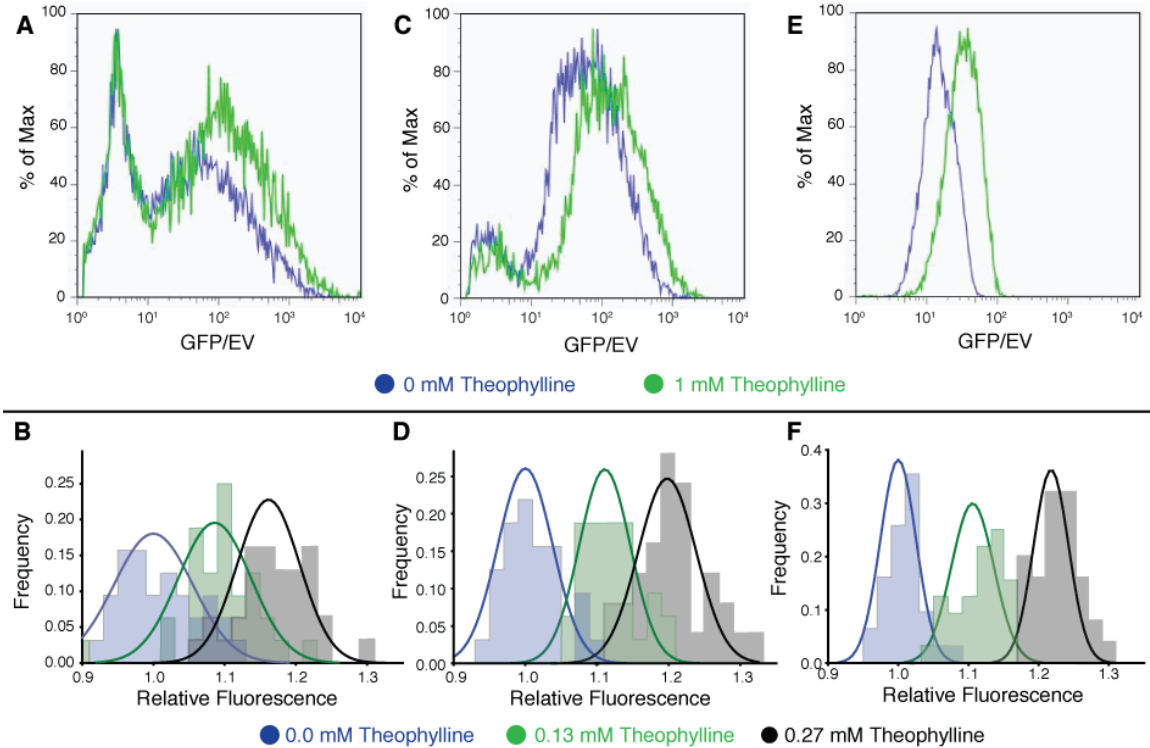 A
100
80
60
40
20
0
% of Max
10⁰ 10¹ 10² 10³ 10⁴
GFP/EV
C
100
80
60
40
20
0
% of Max
10⁰ 10¹ 10² 10³ 10⁴
GFP/EV
E
100
80
60
40
20
0
% of Max
10⁰ 10¹ 10² 10³ 10⁴
GFP/EV
0 mM Theophylline
1 mM Theophylline
B
0.25
0.20
0.15
0.10
0.05
0.00
Frequency
0.9 1.0 1.1 1.2 1.3
Relative Fluorescence
D
0.25
0.20
0.15
0.10
0.05
0.00
Frequency
0.9 1.0 1.1 1.2 1.3
Relative Fluorescence
F
0.4
0.3
0.2
0.1
0.0
Frequency
1.0 1.1 1.2 1.3
Relative Fluorescence
0.0 mM Theophylline
0.13 mM Theophylline
0.27 mM Theophylline